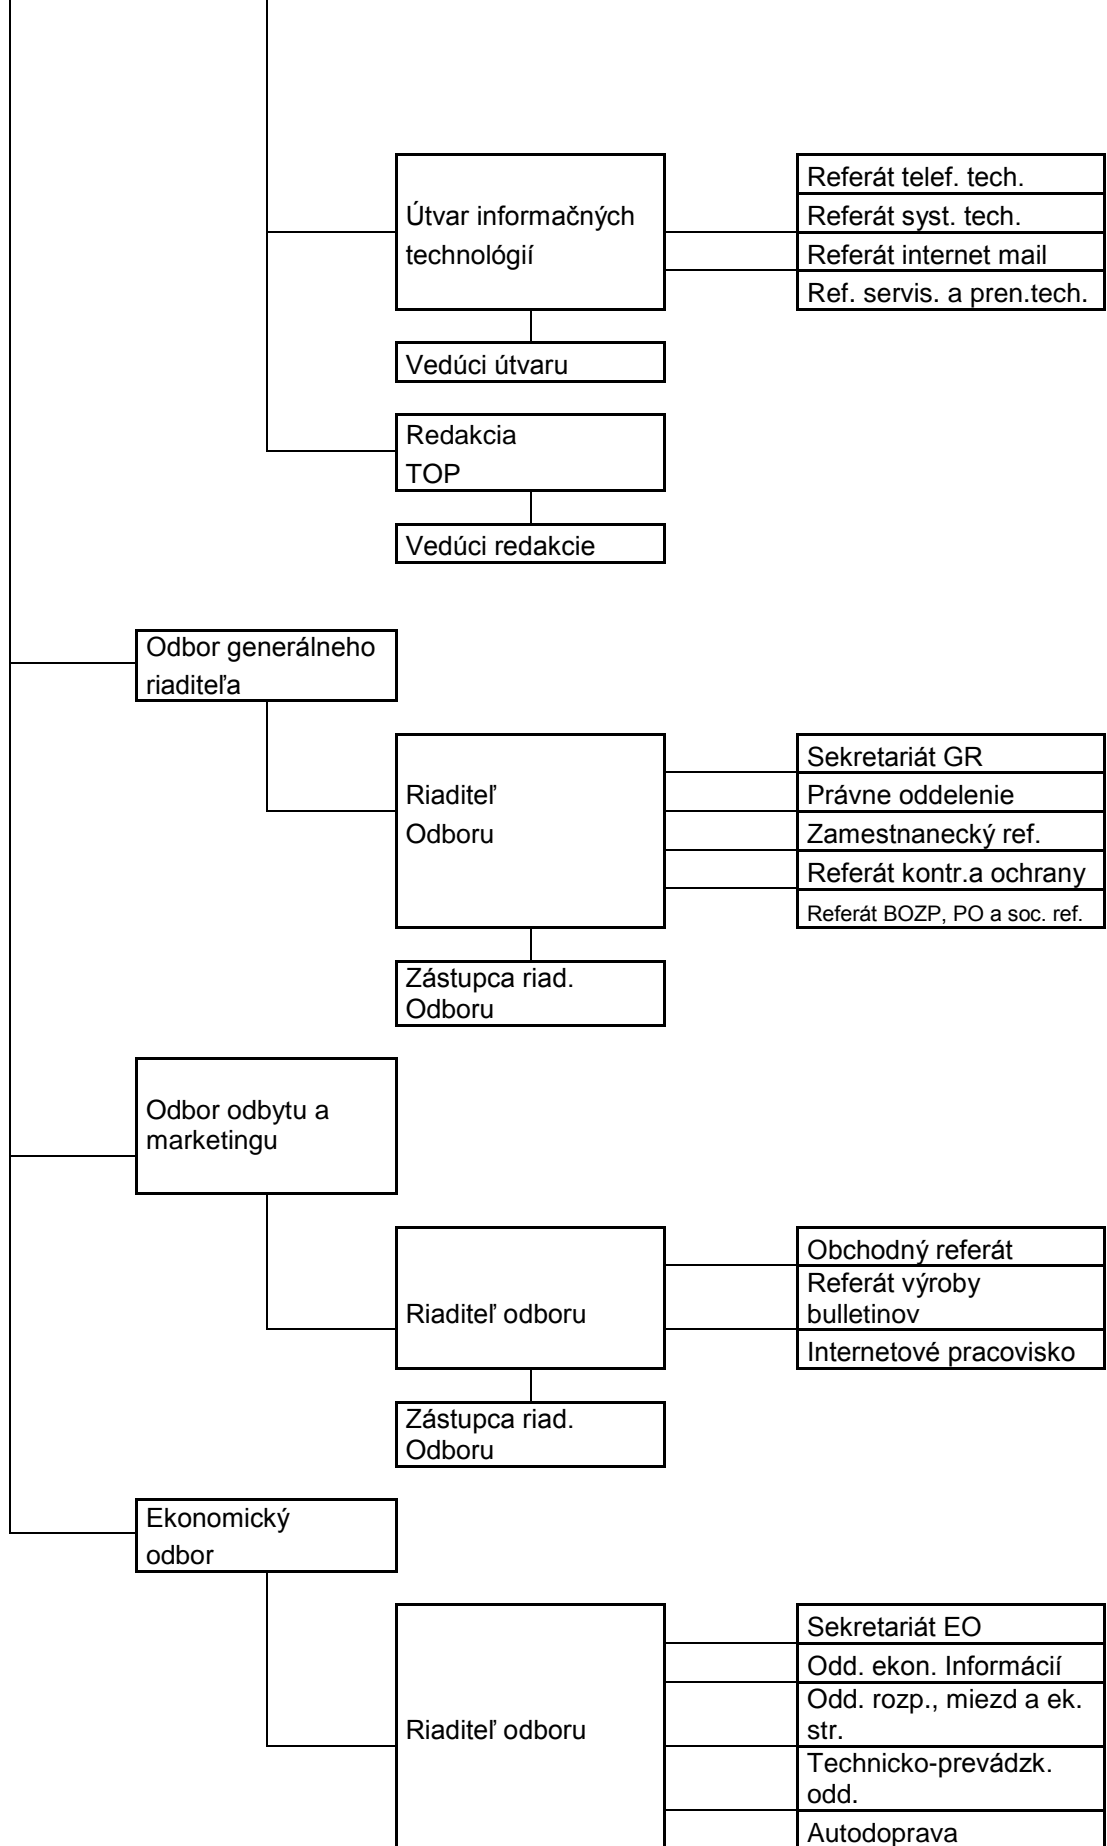 Referát telef. tech.
Útvar informačných
technológií
Referát syst. tech.
Referát internet mail
Ref. servis. a pren.tech.
Vedúci útvaru
Redakcia
TOP
Vedúci redakcie
Odbor generálneho
riaditeľa
Riaditeľ
Odboru
Sekretariát GR
Právne oddelenie
Zamestnanecký ref.
Referát kontr.a ochrany
Referát BOZP, PO a soc. ref.
Zástupca riad.
Odboru
Odbor odbytu a
marketingu
Riaditeľ odboru
Obchodný referát
Referát výroby
bulletinov
Internetové pracovisko
Zástupca riad.
Odboru
Ekonomický
odbor
Riaditeľ odboru
Sekretariát EO
Odd. ekon. Informácií
Odd. rozp., miezd a ek.
str.
Technicko-prevádzk.
odd.
Autodoprava